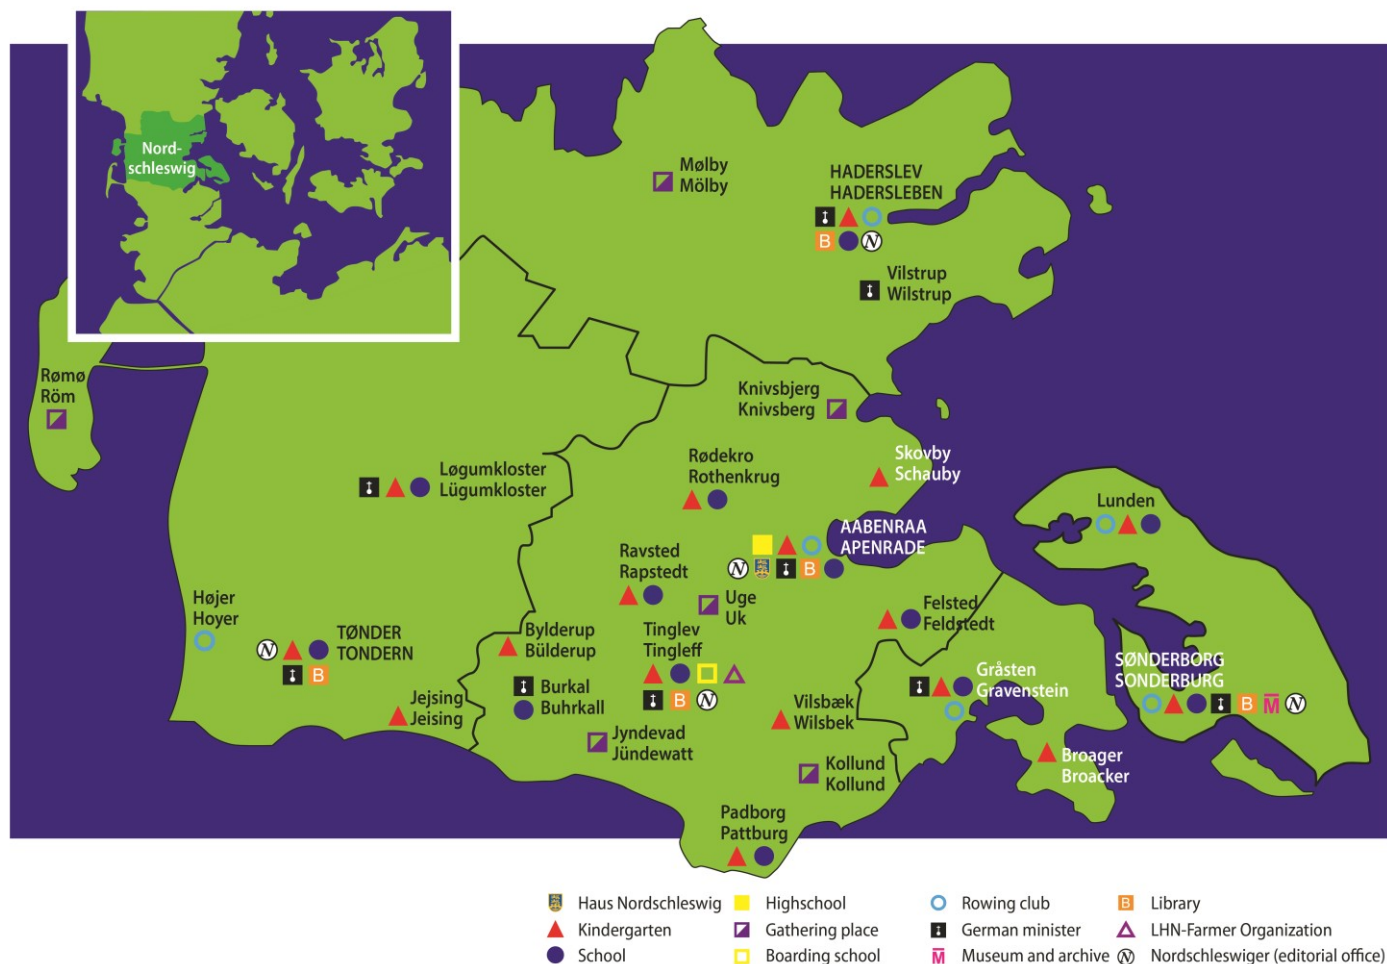 Nord-
schleswig
Mølby
Mölby
HADERSLEV
HADERSLEBEN
B
N
Vilstrup
Wilstrup
Rømø
Röm
Knivsbjerg
Knivsberg
Skovby
Schauby
Rødekro
Rothenkrug
Løgumkloster
Lügumkloster
Lunden
AABENRAA
APENRADE
N
B
Ravsted
Rapstedt
Uge
Uk
Felsted
Feldstedt
Højer
Hoyer
TØNDER
TONDERN
N
B
Bylderup
Bülderup
Tinglev
Tingleff
B
N
Burkal
Buhrkall
Gråsten
Gravenstein
SØNDERBORG
SONDERBURG
B
M
N
Jejsing
Jeising
Vilsbæk
Wilsbek
Jyndevad
Jündewatt
Broager
Broacker
Kollund
Kollund
Padborg
Pattburg
Haus Nordschleswig
Highschool
Rowing club
B Library
Kindergarten
Gathering place
German minister
LHN-Farmer Organization
School
Boarding school
M Museum and archive
N Nordschleswiger (editorial office)